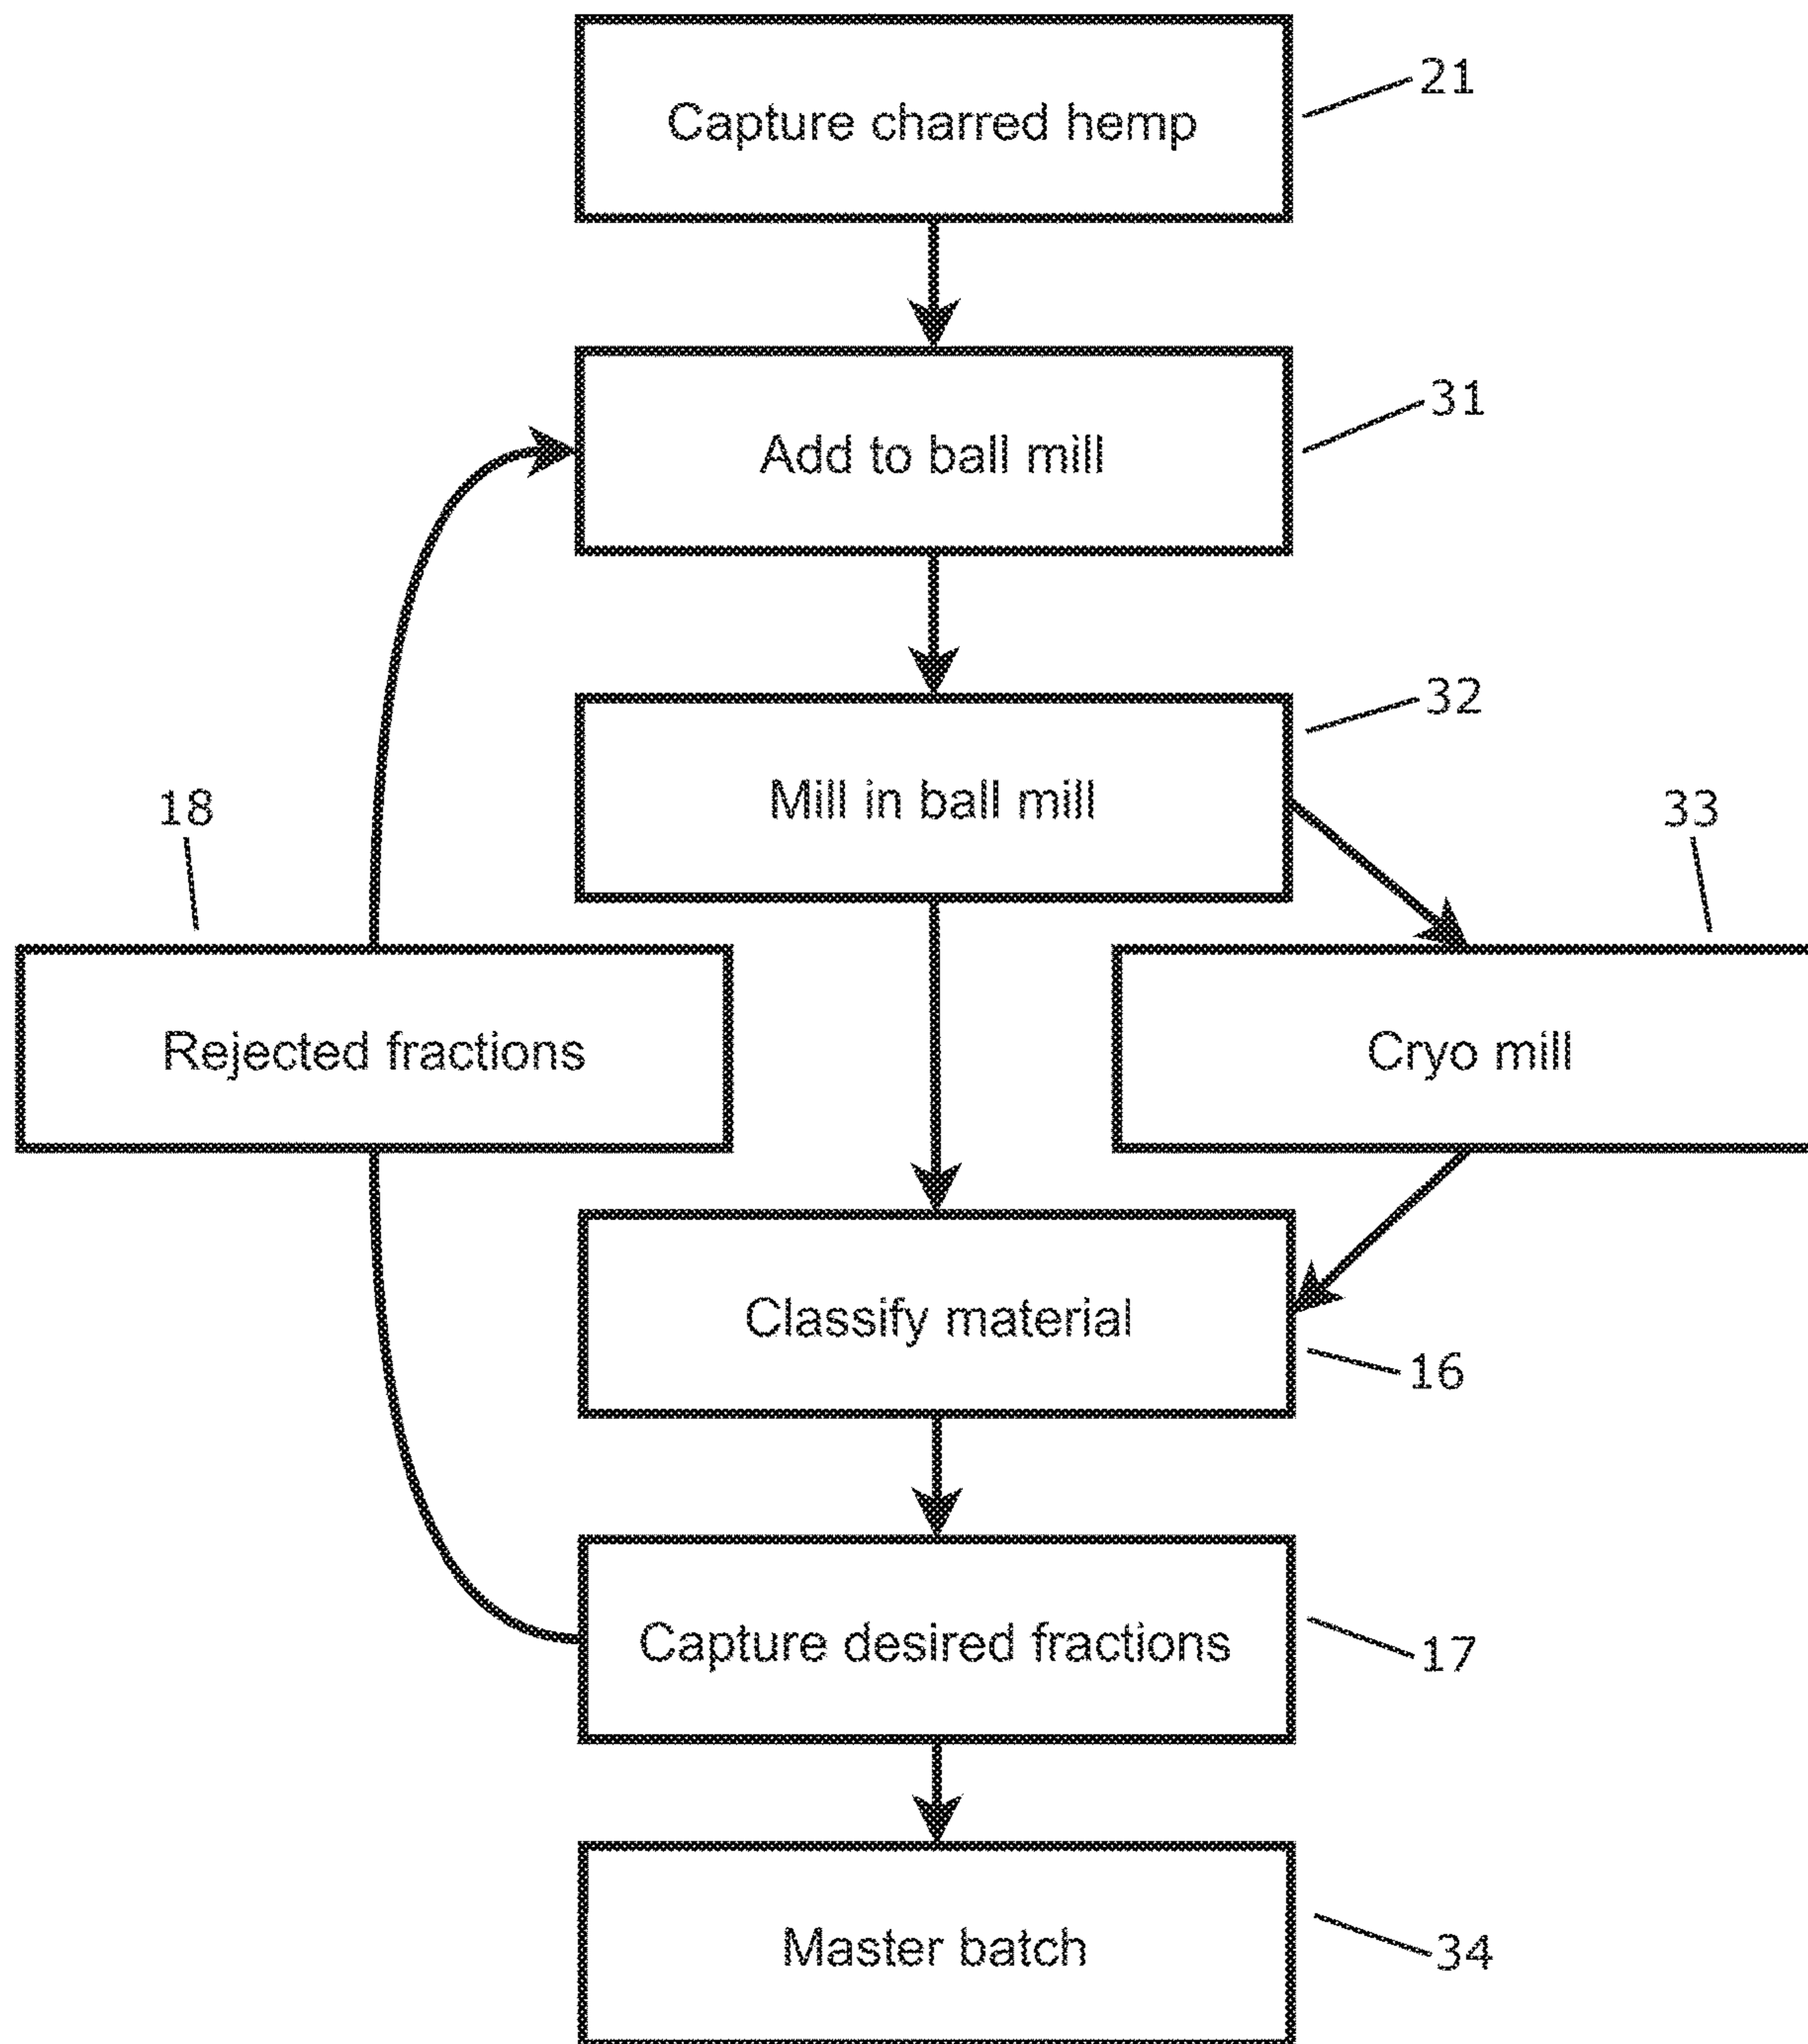 Capture charred hemp
21
Add to ball mill
31
Mill in ball mill
32
18
33
Rejected fractions
Cryo mill
Classify material
16
Capture desired fractions
17
Master batch
34